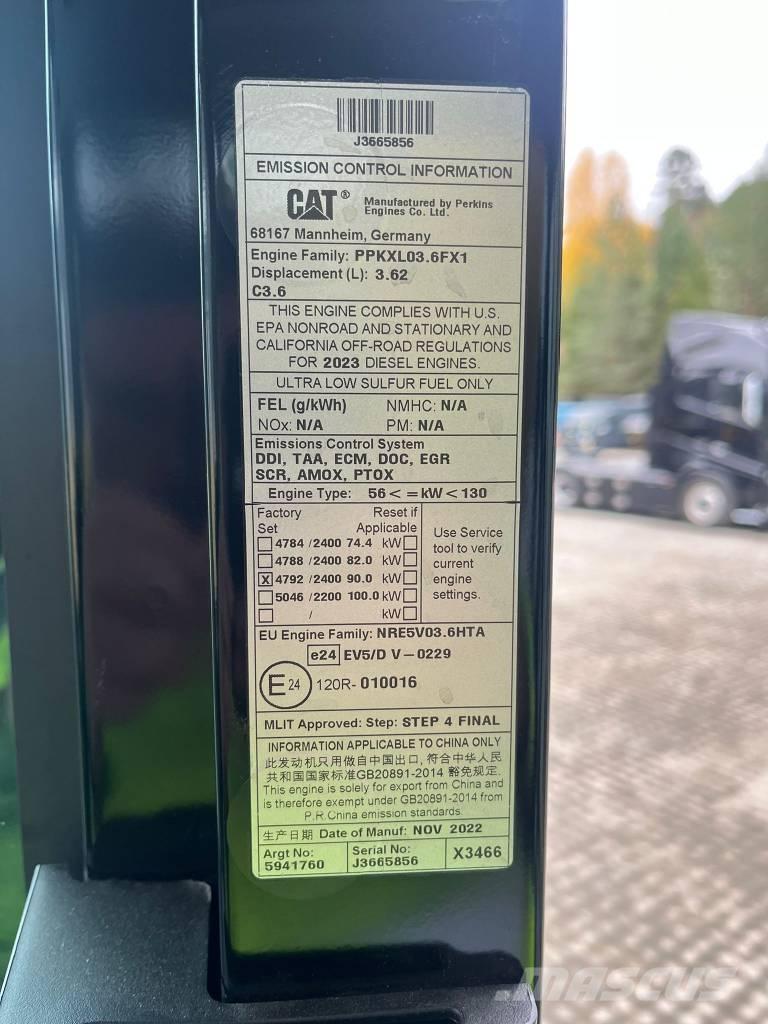 J3665856
EMISSION CONTROL INFORMATION
CAT® Manufactured by Perkins
Engines Co. Ltd.
68167 Mannheim, Germany
Engine Family: PPKXL03.6FX1
Displacement (L): 3.62
C3.6
THIS ENGINE COMPLIES WITH U.S.
EPA NONROAD AND STATIONARY AND
CALIFORNIA OFF-ROAD REGULATIONS
FOR 2023 DIESEL ENGINES.
ULTRA LOW SULFUR FUEL ONLY
FEL (g/kWh) NMHC: N/A
NOx: N/A PM: N/A
Emissions Control System
DDI, TAA, ECM, DOC, EGR
SCR, AMOX, PTOX
Engine Type: 56 < = kW < 130
Factory Reset if
Set Applicable
4784 / 2400 74.4 kW
4788 / 2400 82.0 kW
X 4792 / 2400 90.0 kW
5046 / 2200 100.0 kW
/ kW
Use Service
tool to verify
current
engine
settings.
EU Engine Family: NRE5V03.6HTA
e24 EV5/D V-0229
E24 120R-010016
MLIT Approved: Step: STEP 4 FINAL
INFORMATION APPLICABLE TO CHINA ONLY
此发动机只用做自中国出口, 符合中华人民
共和国国家标准GB20891-2014 豁免规定.
This engine is solely for export from China and
is therefore exempt under GB20891-2014 from
P.R.China emission standards.
生产日期 Date of Manuf: NOV 2022
Argt No:
5941760
Serial No:
J3665856
X3466
MASCUS